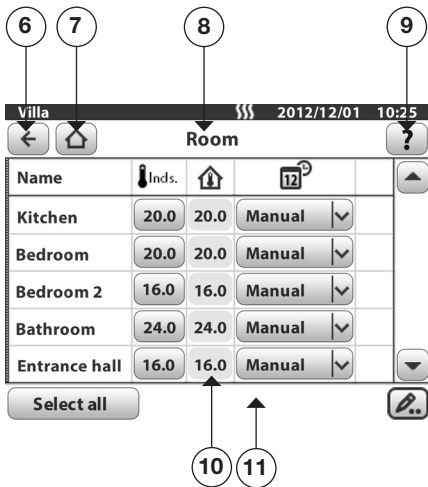 6 7 8 9
Villa 2012/12/01 10:25
Room ?
Name Inds. 12
Kitchen 20.0 20.0 Manual
Bedroom 20.0 20.0 Manual
Bedroom 2 16.0 16.0 Manual
Bathroom 24.0 24.0 Manual
Entrance hall 16.0 16.0 Manual
Select all
10 11